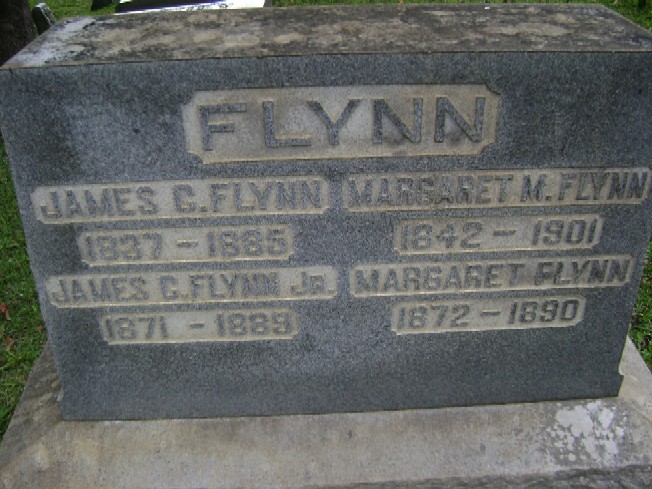 FLYNN
JAMES C. FLYNN
1837 - 1885
JAMES C. FLYNN JR.
1871 - 1889
MARGARET M. FLYNN
1842 - 1901
MARGARET FLYNN
1872 - 1890